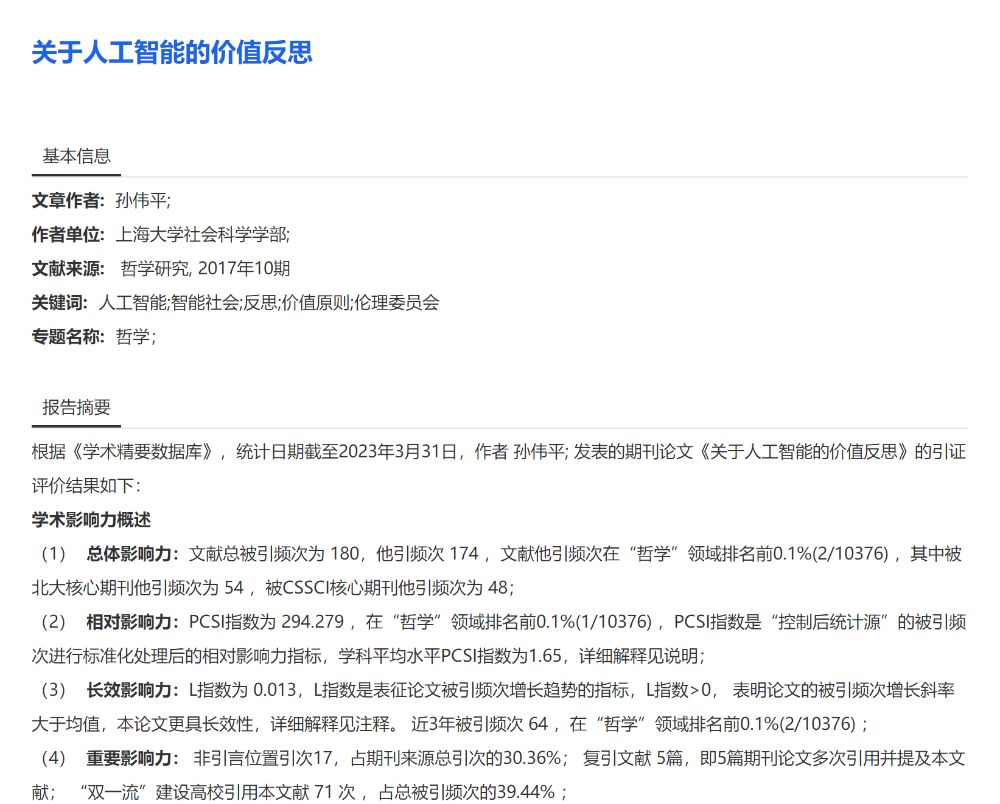 关于人工智能的价值反思
基本信息
文章作者: 孙伟平;
作者单位: 上海大学社会科学学部;
文献来源: 哲学研究, 2017年10期
关键词: 人工智能;智能社会;反思;价值原则;伦理委员会
专题名称: 哲学;
报告摘要
根据《学术精要数据库》，统计日期截至2023年3月31日，作者 孙伟平; 发表的期刊论文《关于人工智能的价值反思》的引证
评价结果如下：
学术影响力概述
（1） 总体影响力：文献总被引频次为 180，他引频次 174 ，文献他引频次在“哲学”领域排名前0.1%(2/10376) ，其中被
北大核心期刊他引频次为 54 ，被CSSCI核心期刊他引频次为 48；
（2） 相对影响力：PCSI指数为 294.279 ，在“哲学”领域排名前0.1%(1/10376) ，PCSI指数是“控制后统计源”的被引频
次进行标准化处理后的相对影响力指标，学科平均水平PCSI指数为1.65，详细解释见说明；
（3） 长效影响力：L指数为 0.013，L指数是表征论文被引频次增长趋势的指标，L指数>0， 表明论文的被引频次增长斜率
大于均值，本论文更具长效性，详细解释见注释。 近3年被引频次 64 ，在“哲学”领域排名前0.1%(2/10376) ；
（4） 重要影响力： 非引言位置引次17，占期刊来源总引次的30.36%； 复引文献 5篇，即5篇期刊论文多次引用并提及本文
献； “双一流”建设高校引用本文献 71 次 ，占总被引频次的39.44% ；